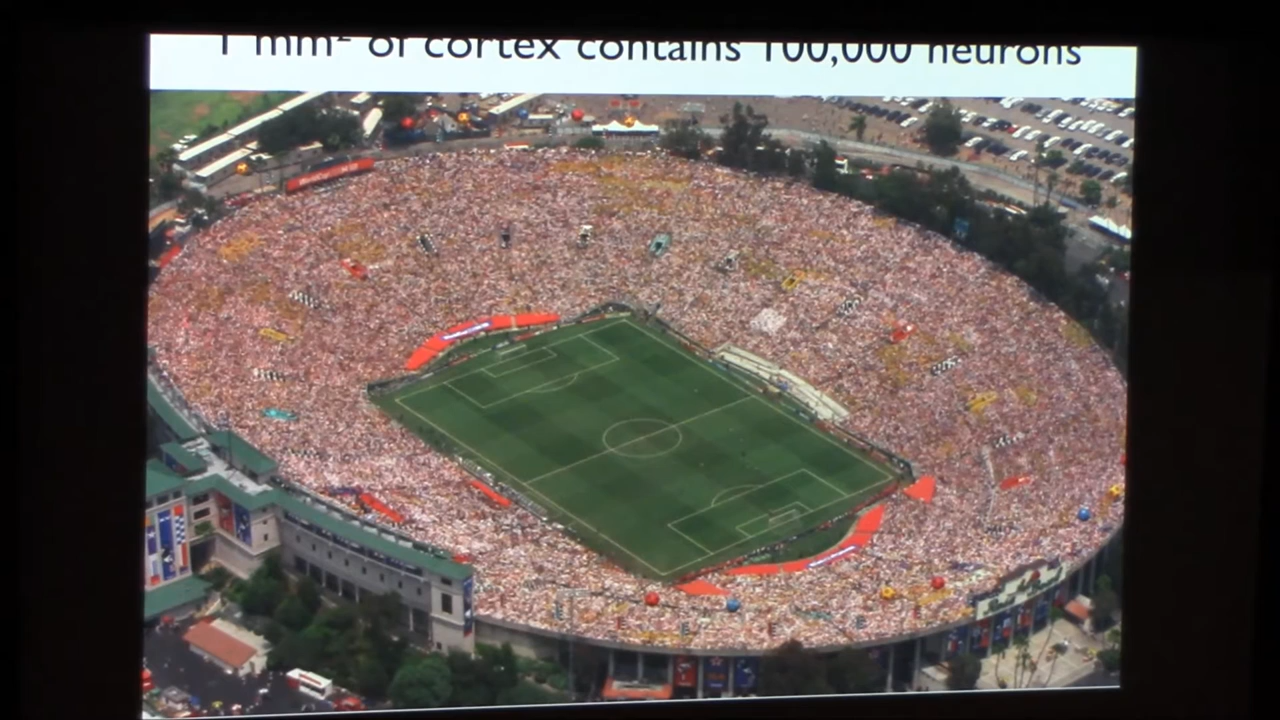 1 mm² of cortex contains 100,000 neurons